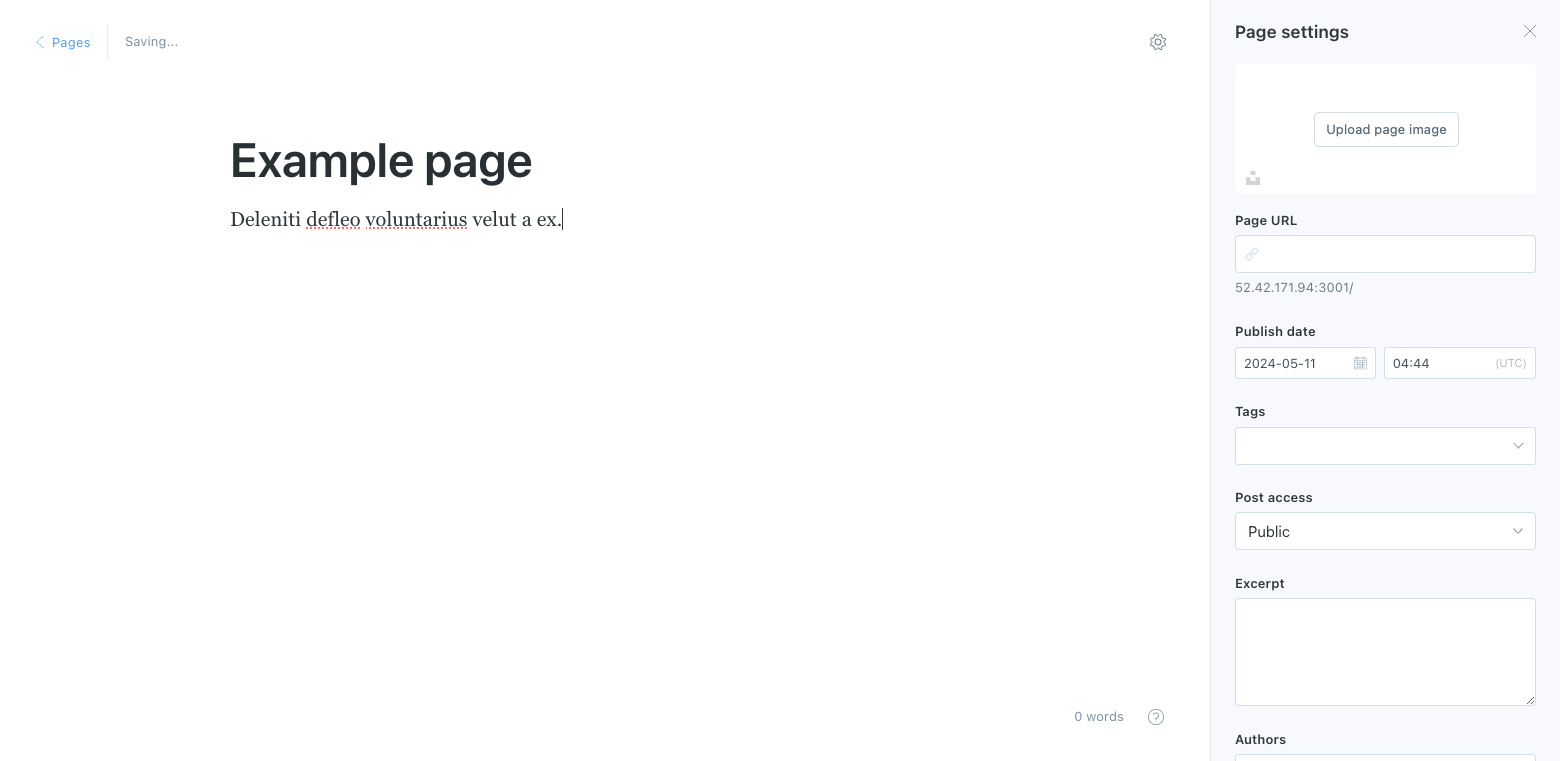 Pages
Saving...
Example page
Deleniti defleo voluntarius velut a ex.
0 words
Page settings
Upload page image
Page URL
52.42.171.94:3001/
Publish date
2024-05-11
04:44 (UTC)
Tags
Post access
Public
Excerpt
Authors